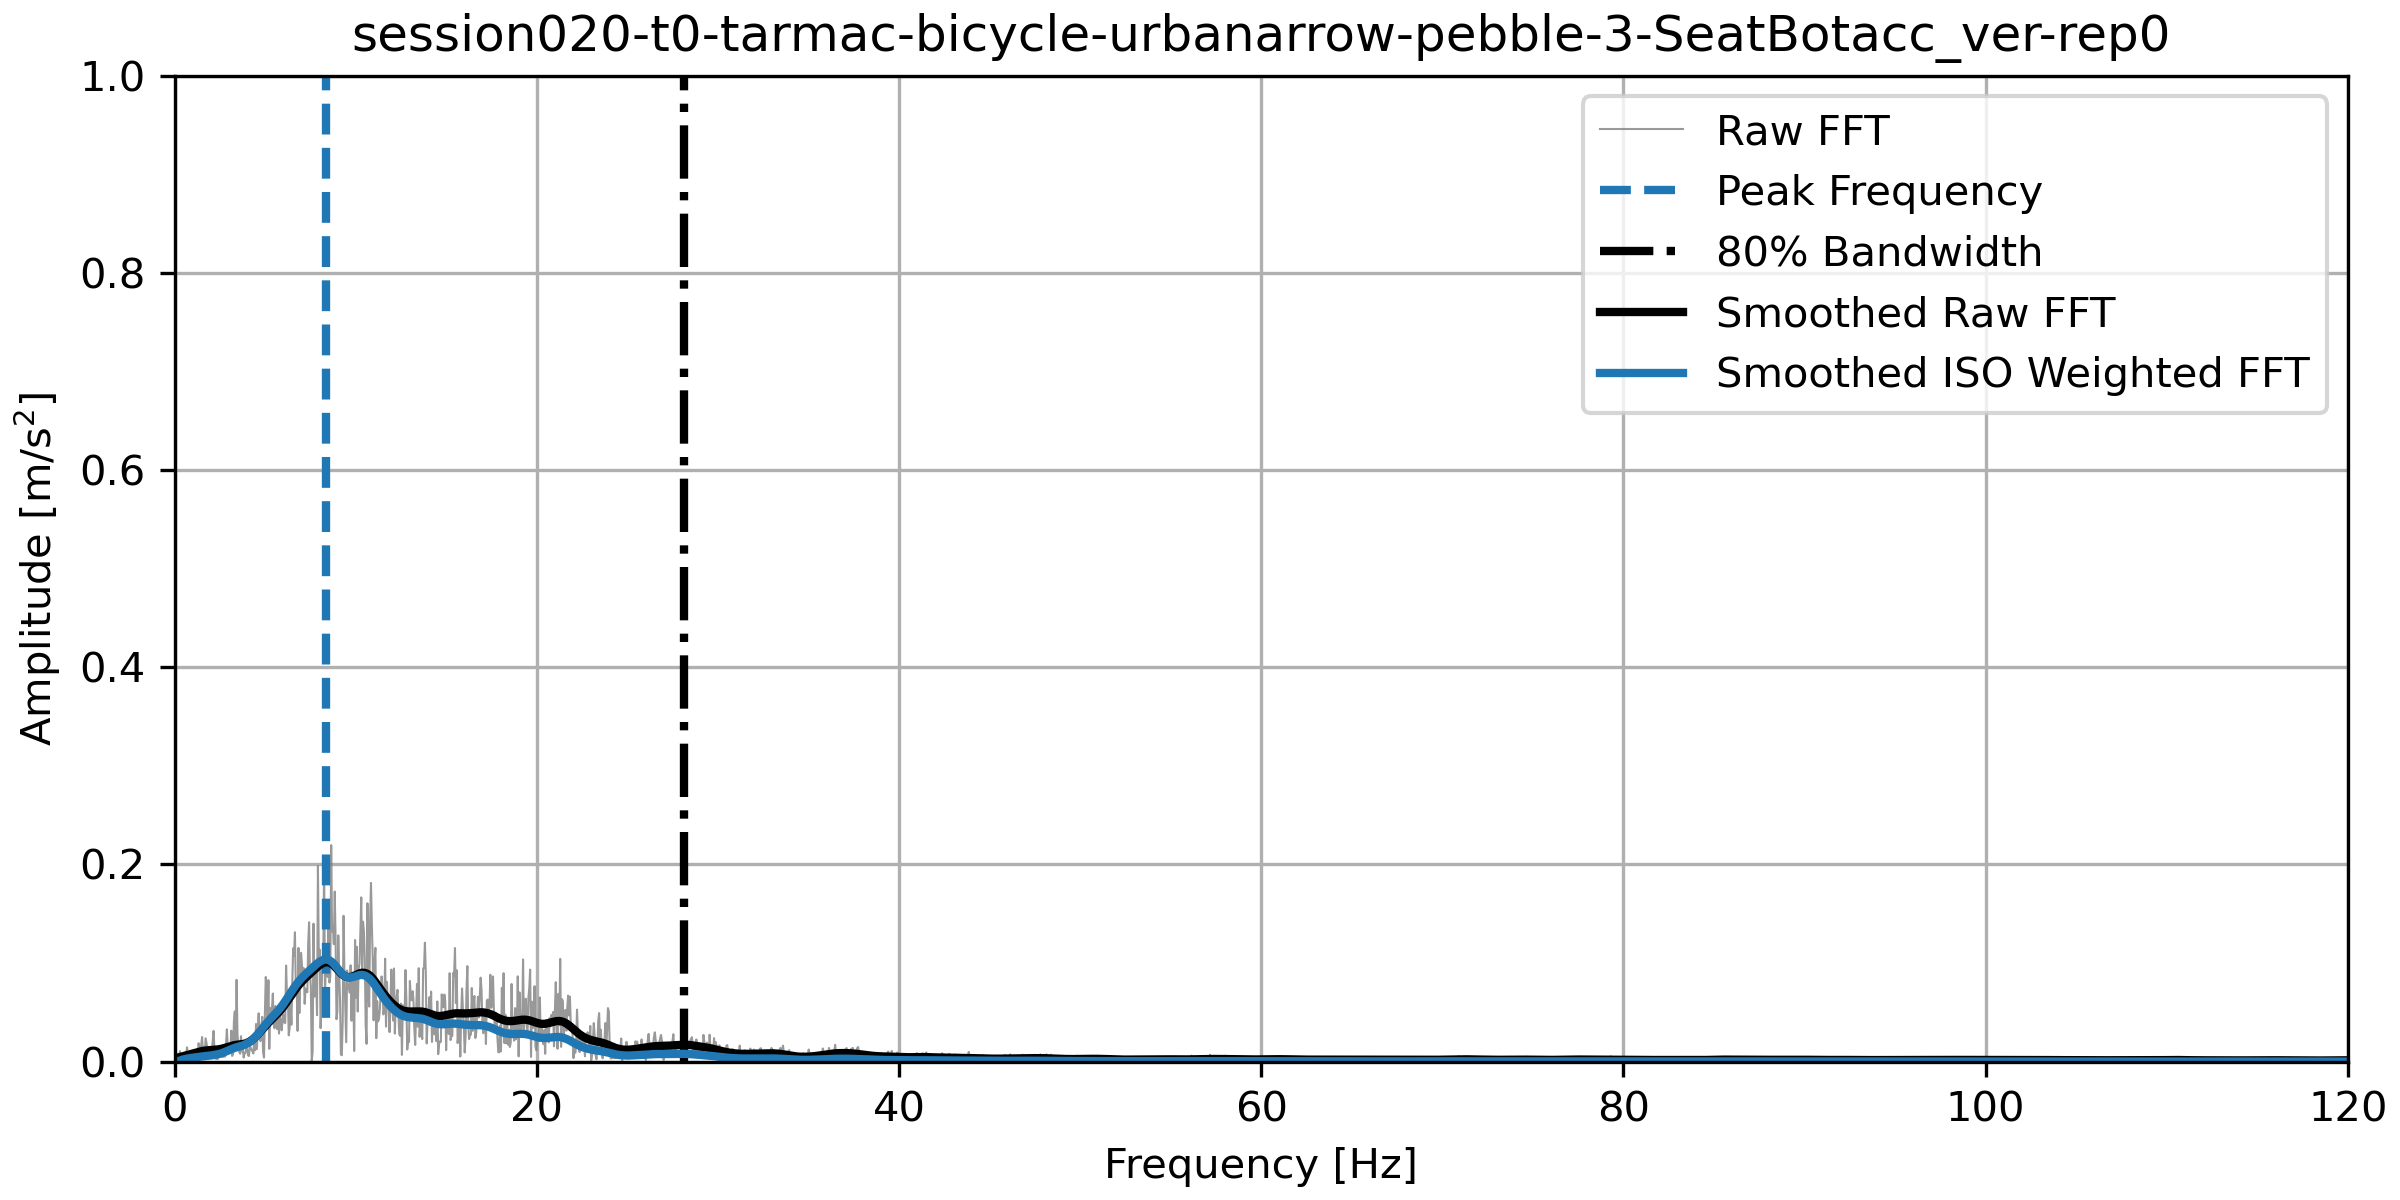 session020-t0-tarmac-bicycle-urbanarrow-pebble-3-SeatBotacc_ver-rep0
1.0
0.8
0.6
0.4
0.2
0.0
Amplitude [m/s²]
Raw FFT
Peak Frequency
80% Bandwidth
Smoothed Raw FFT
Smoothed ISO Weighted FFT
0 20 40 60 80 100 120
Frequency [Hz]